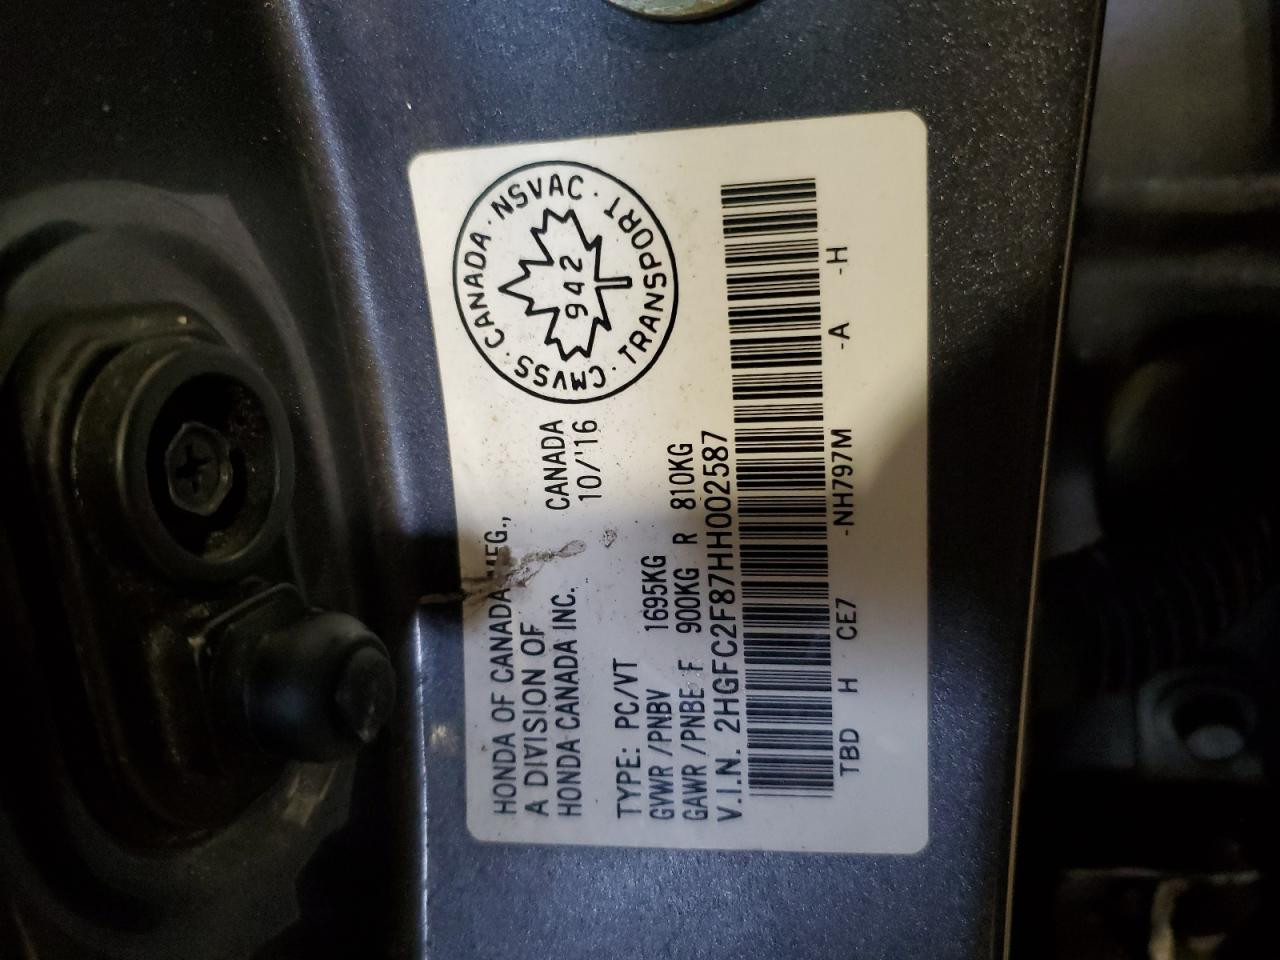 HONDA OF CANADA MFG.,
A DIVISION OF
HONDA CANADA INC.
CANADA
10/'16
TYPE: PC/VT
GVWR/PNBV 1695KG
GAWR/PNBE F 900KG R 810KG
V.I.N. 2HGFC2F87HH002587
TBD H CE7 -NH797M -A -H
CMVSS · CANADA · NSVAC ·
TRANSPORT
942